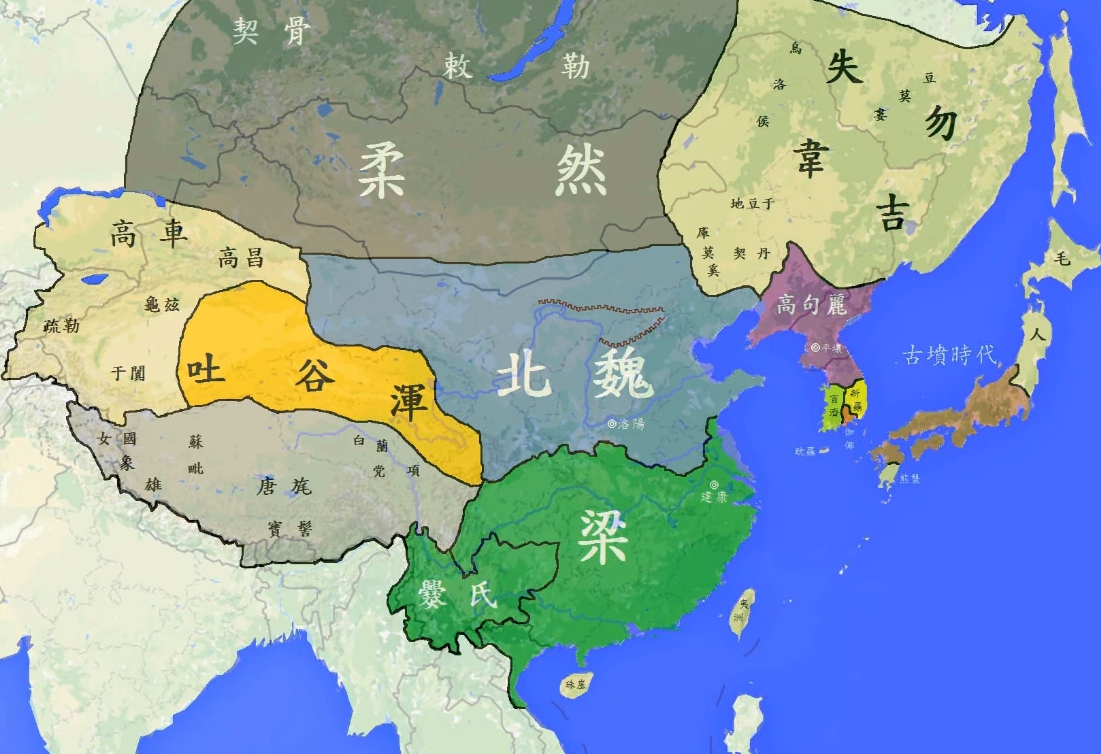 契骨
敕勒
柔然
烏洛侯
失韋
豆莫婁
勿吉
地豆于
庫莫奚
契丹
高車
高昌
龜茲
疏勒
于闐
吐谷渾
北魏
洛陽
高句麗
平壤
百濟
新羅
伽倻
耽羅
古墳時代
毛人
熊襲
女國
象雄
蘇毗
白蘭
党項
唐旄
寶髻
梁
建康
爨氏
夷洲
珠崖